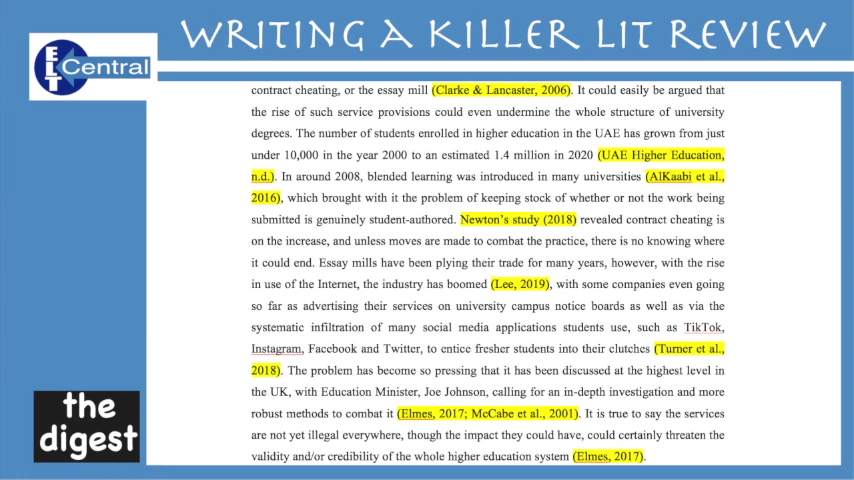 WRITING A KILLER LIT REVIEW
ELT Central
contract cheating, or the essay mill (Clarke & Lancaster, 2006). It could easily be argued that
the rise of such service provisions could even undermine the whole structure of university
degrees. The number of students enrolled in higher education in the UAE has grown from just
under 10,000 in the year 2000 to an estimated 1.4 million in 2020 (UAE Higher Education,
n.d.). In around 2008, blended learning was introduced in many universities (AlKaabi et al.,
2016), which brought with it the problem of keeping stock of whether or not the work being
submitted is genuinely student-authored. Newton's study (2018) revealed contract cheating is
on the increase, and unless moves are made to combat the practice, there is no knowing where
it could end. Essay mills have been plying their trade for many years, however, with the rise
in use of the Internet, the industry has boomed (Lee, 2019), with some companies even going
so far as advertising their services on university campus notice boards as well as via the
systematic infiltration of many social media applications students use, such as TikTok,
Instagram, Facebook and Twitter, to entice fresher students into their clutches (Turner et al.,
2018). The problem has become so pressing that it has been discussed at the highest level in
the UK, with Education Minister, Joe Johnson, calling for an in-depth investigation and more
robust methods to combat it (Elmes, 2017; McCabe et al., 2001). It is true to say the services
are not yet illegal everywhere, though the impact they could have, could certainly threaten the
validity and/or credibility of the whole higher education system (Elmes, 2017).
the
digest